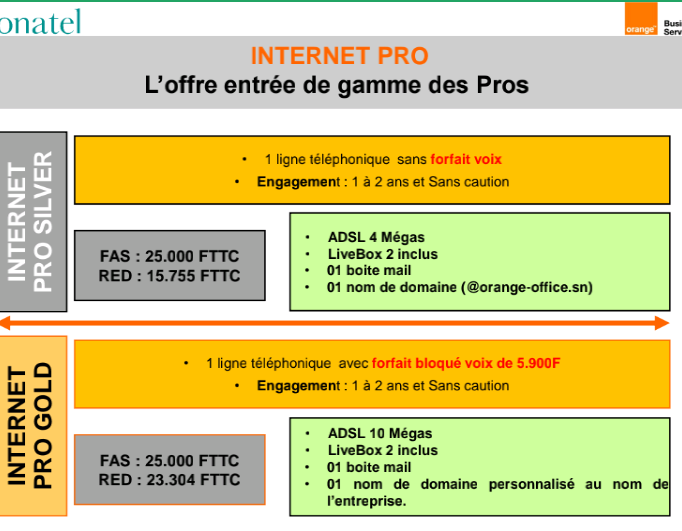 onatel
orange
INTERNET PRO
L'offre entrée de gamme des Pros
INTERNET
PRO SILVER
• 1 ligne téléphonique sans forfait voix
• Engagement : 1 à 2 ans et Sans caution
FAS : 25.000 FTTC
RED : 15.755 FTTC
• ADSL 4 Mégas
• LiveBox 2 inclus
• 01 boite mail
• 01 nom de domaine (@orange-office.sn)
INTERNET
PRO GOLD
• 1 ligne téléphonique avec forfait bloqué voix de 5.900F
• Engagement : 1 à 2 ans et Sans caution
FAS : 25.000 FTTC
RED : 23.304 FTTC
• ADSL 10 Mégas
• LiveBox 2 inclus
• 01 boite mail
• 01 nom de domaine personnalisé au nom de
l'entreprise.